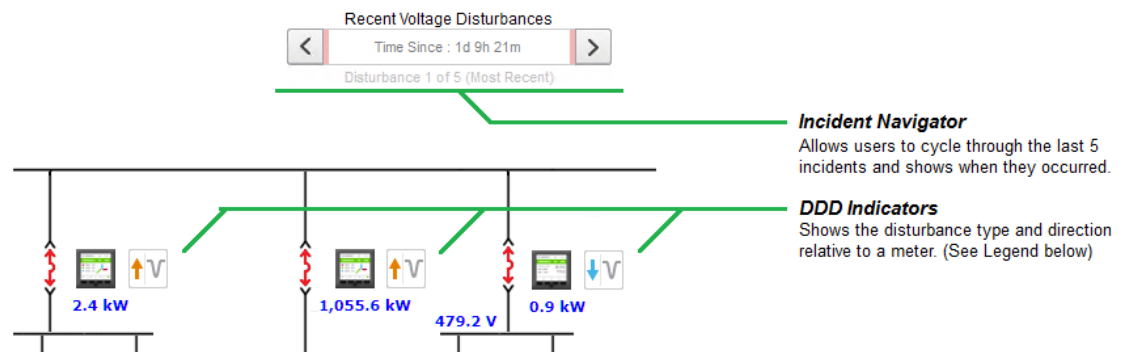 Recent Voltage Disturbances
Time Since : 1d 9h 21m
Disturbance 1 of 5 (Most Recent)
Incident Navigator
Allows users to cycle through the last 5
incidents and shows when they occurred.
DDD Indicators
Shows the disturbance type and direction
relative to a meter. (See Legend below)
2.4 kW
1,055.6 kW
479.2 V
0.9 kW